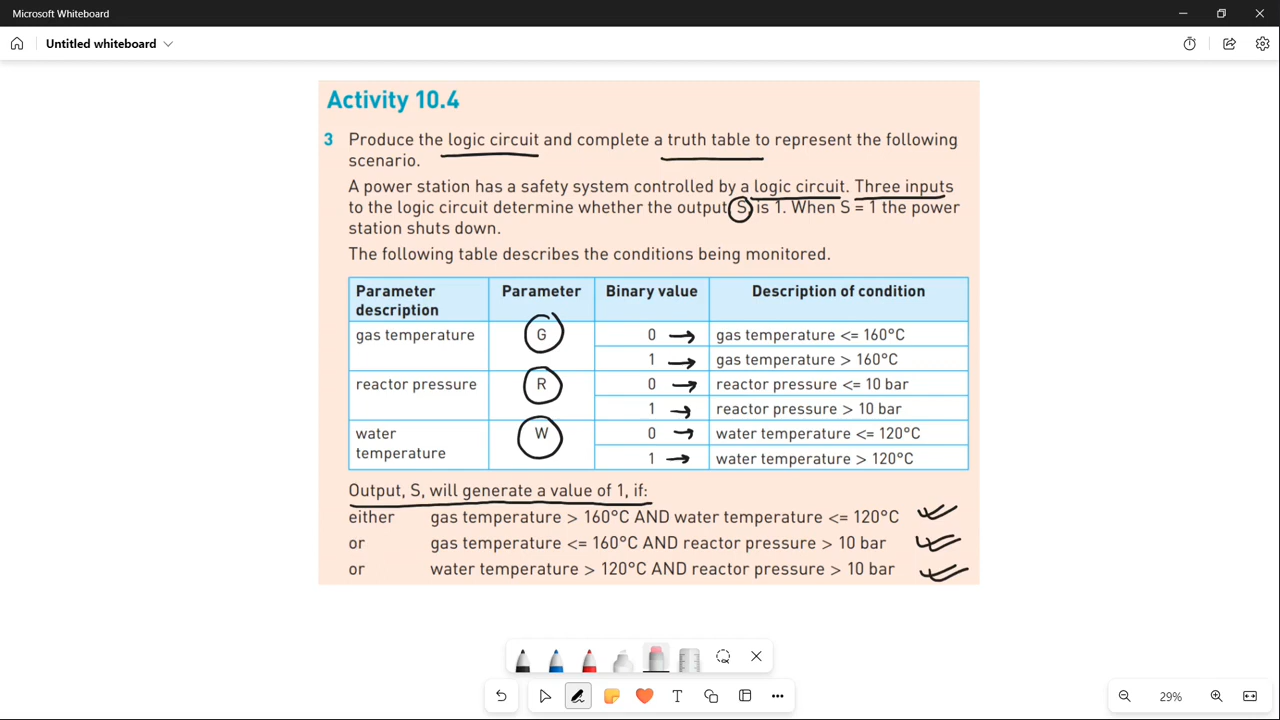 Microsoft Whiteboard
Untitled whiteboard
Activity 10.4
3 Produce the logic circuit and complete a truth table to represent the following
scenario.
A power station has a safety system controlled by a logic circuit. Three inputs
to the logic circuit determine whether the output S is 1. When S = 1 the power
station shuts down.
The following table describes the conditions being monitored.
Parameter description Parameter Binary value Description of condition
gas temperature G 0 gas temperature <= 160°C
1 gas temperature > 160°C
reactor pressure R 0 reactor pressure <= 10 bar
1 reactor pressure > 10 bar
water temperature W 0 water temperature <= 120°C
1 water temperature > 120°C
Output, S, will generate a value of 1, if:
either gas temperature > 160°C AND water temperature <= 120°C
or gas temperature <= 160°C AND reactor pressure > 10 bar
or water temperature > 120°C AND reactor pressure > 10 bar
29%